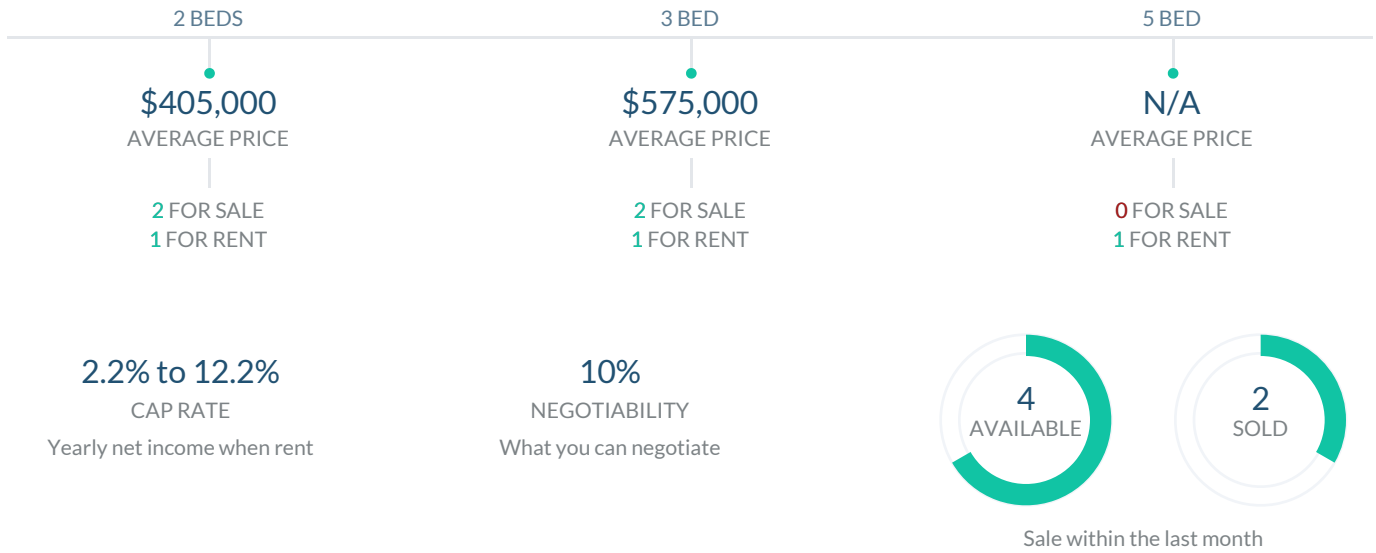 2 BEDS
3 BED
5 BED
$405,000
AVERAGE PRICE
2 FOR SALE
1 FOR RENT
$575,000
AVERAGE PRICE
2 FOR SALE
1 FOR RENT
N/A
AVERAGE PRICE
0 FOR SALE
1 FOR RENT
2.2% to 12.2%
CAP RATE
Yearly net income when rent
10%
NEGOTIABILITY
What you can negotiate
4
AVAILABLE
2
SOLD
Sale within the last month